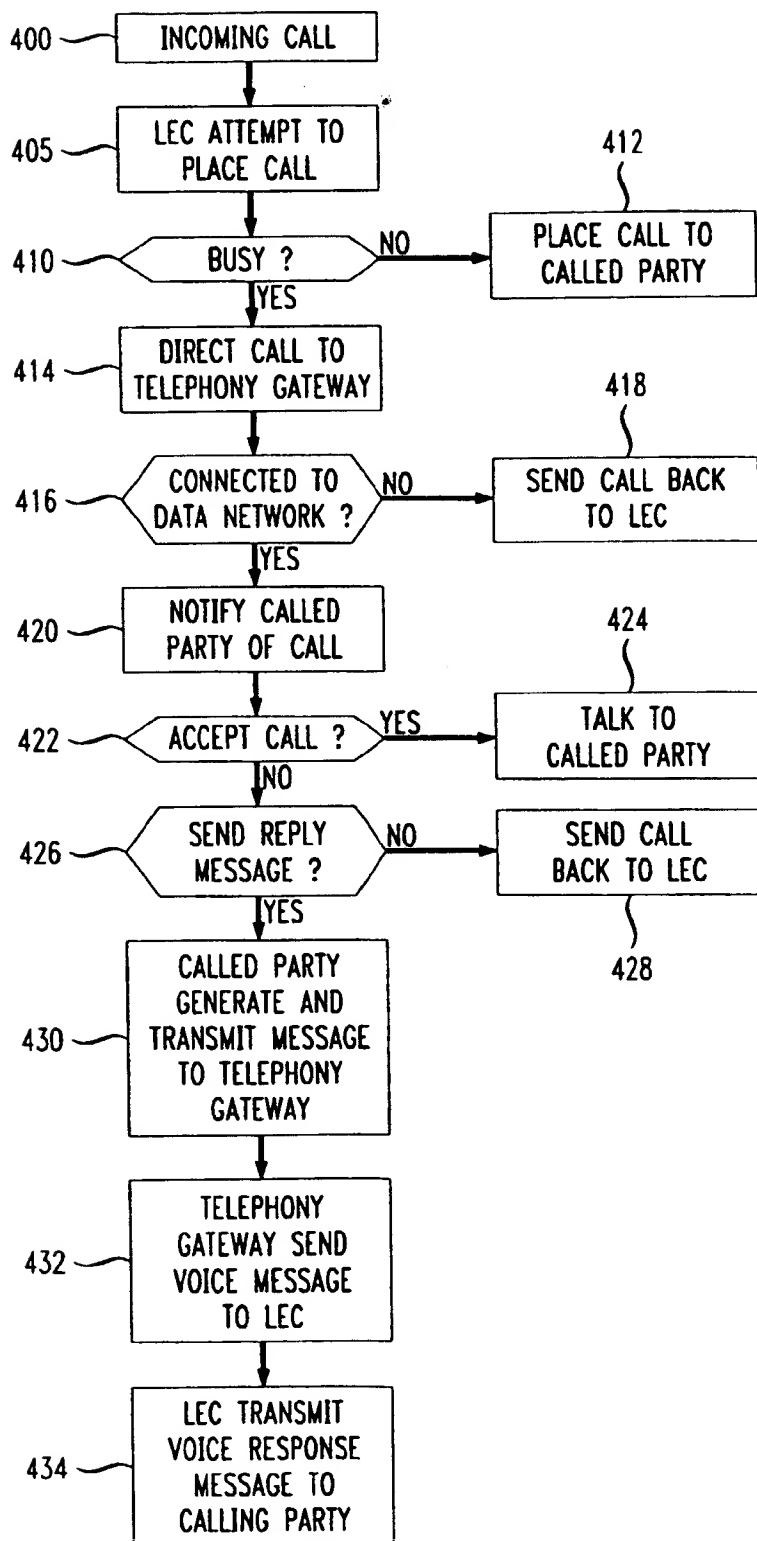 400
INCOMING CALL
405
LEC ATTEMPT TO
PLACE CALL
410
BUSY ?
NO
412
PLACE CALL TO
CALLED PARTY
YES
414
DIRECT CALL TO
TELEPHONY GATEWAY
416
CONNECTED TO
DATA NETWORK ?
NO
418
SEND CALL BACK
TO LEC
YES
420
NOTIFY CALLED
PARTY OF CALL
422
ACCEPT CALL ?
YES
424
TALK TO
CALLED PARTY
NO
426
SEND REPLY
MESSAGE ?
NO
SEND CALL
BACK TO LEC
428
YES
430
CALLED PARTY
GENERATE AND
TRANSMIT MESSAGE
TO TELEPHONY
GATEWAY
432
TELEPHONY
GATEWAY SEND
VOICE MESSAGE
TO LEC
434
LEC TRANSMIT
VOICE RESPONSE
MESSAGE TO
CALLING PARTY